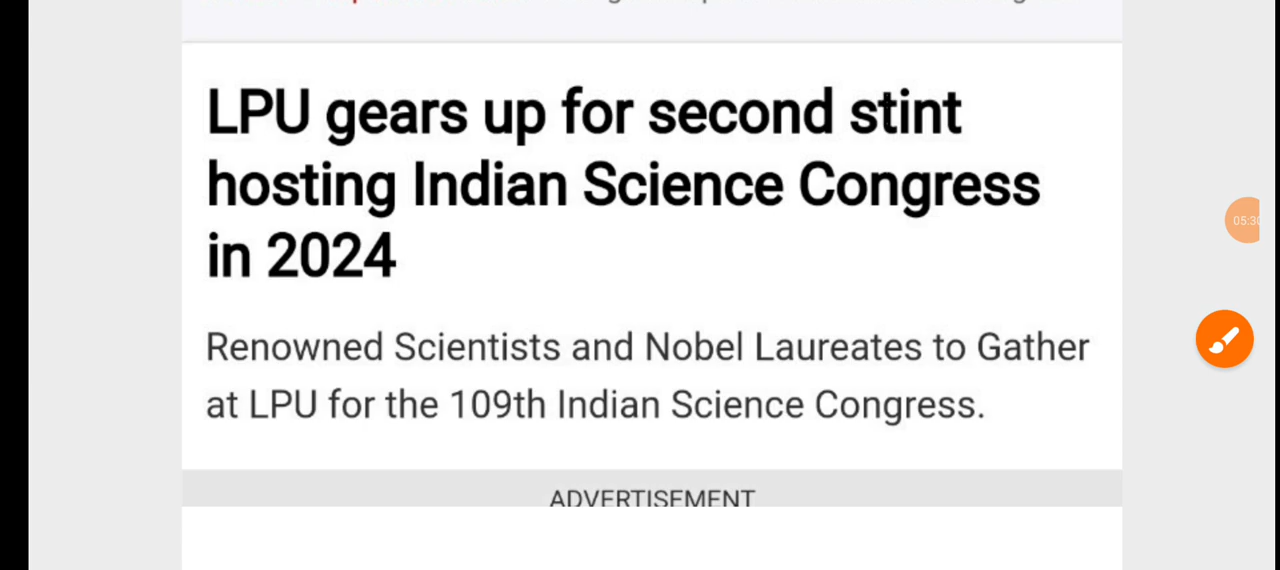 LPU gears up for second stint
hosting Indian Science Congress
in 2024
Renowned Scientists and Nobel Laureates to Gather
at LPU for the 109th Indian Science Congress.
ADVERTISEMENT